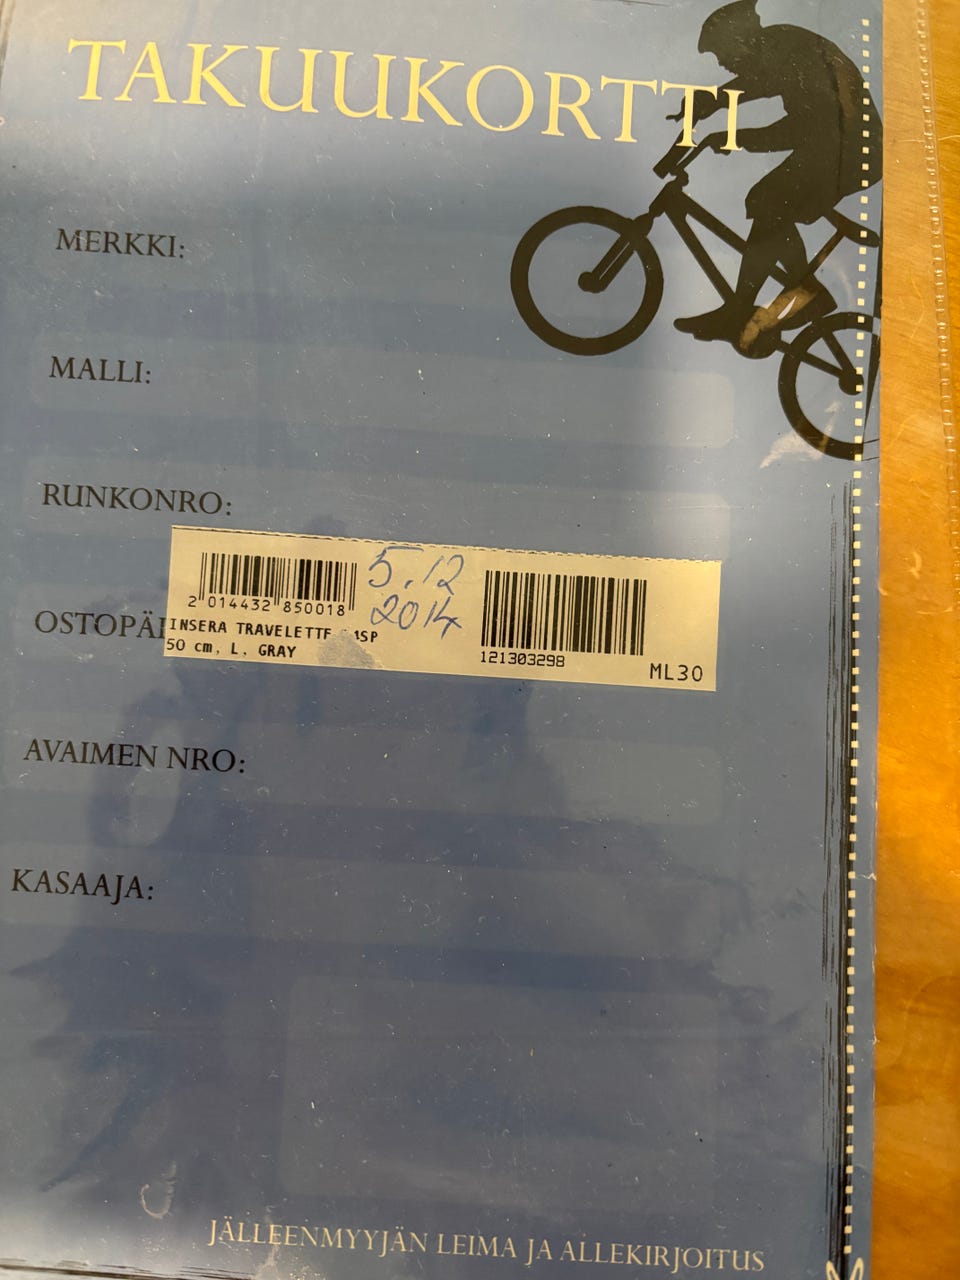 TAKUUKORTTI
MERKKI:
MALLI:
RUNKONRO:
5.12
2014
2 014432 850018
INSERA TRAVELETTE
50 cm, L. GRAY
121303298
ML30
AVAIMEN NRO:
KASAAJA:
JÄLLEENMYYJÄN LEIMA JA ALLEKIRJOITUS